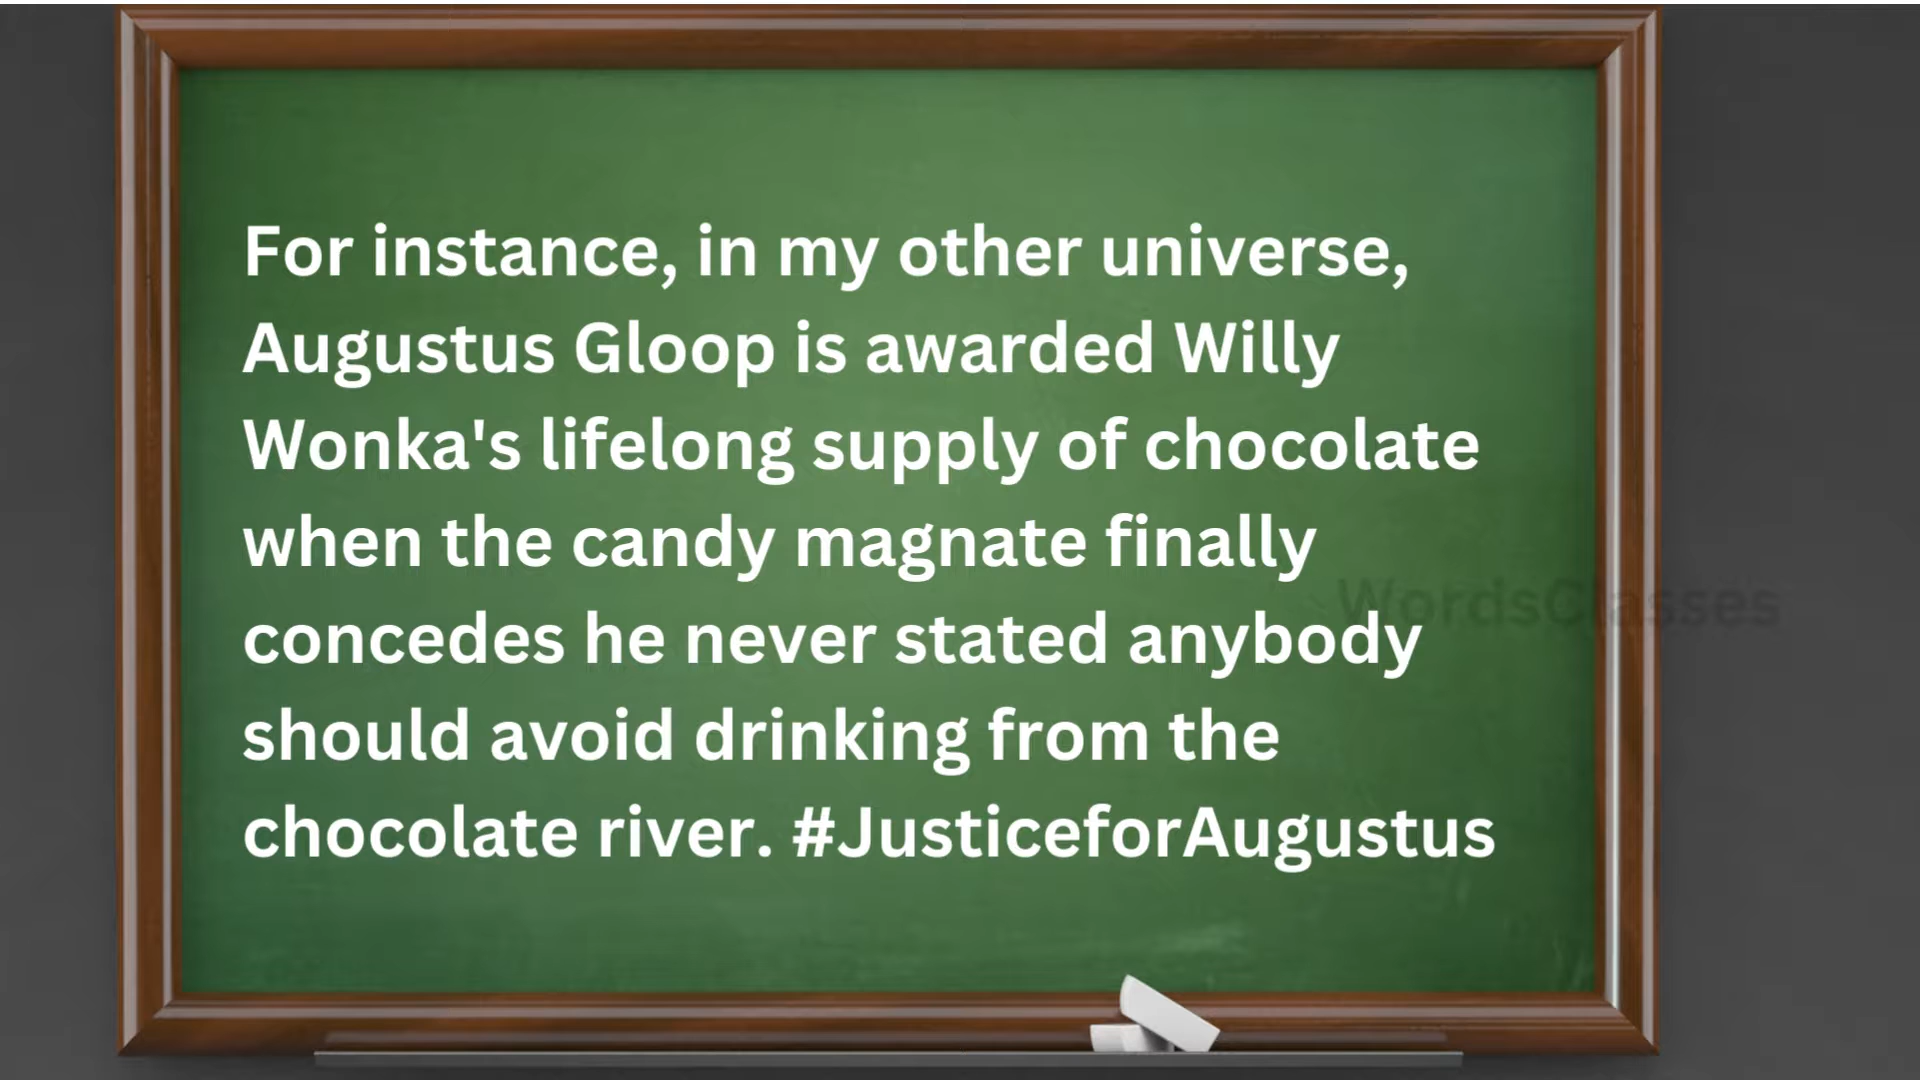 For instance, in my other universe,
Augustus Gloop is awarded Willy
Wonka's lifelong supply of chocolate
when the candy magnate finally
concedes he never stated anybody
WordsClasses
should avoid drinking from the
chocolate river. #JusticeforAugustus